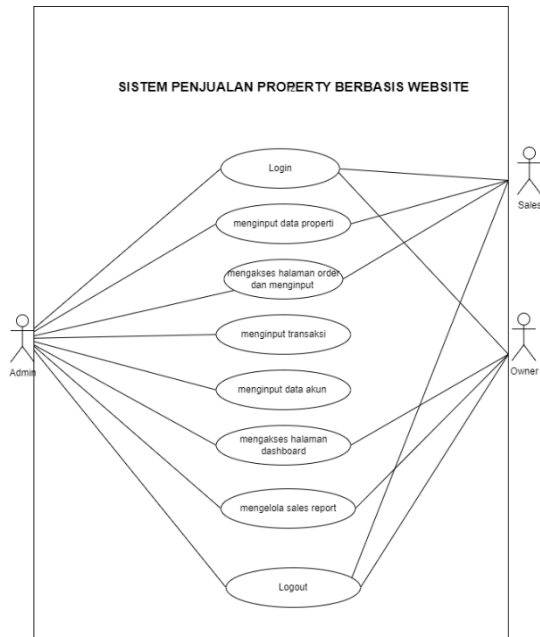 SISTEM PENJUALAN PROPERTY BERBASIS WEBSITE
Login
Sales
menginput data properti
mengakses halaman order
dan menginput
menginput transaksi
Admin
Owner
menginput data akun
mengakses halaman
dashboard
mengelola sales report
Logout